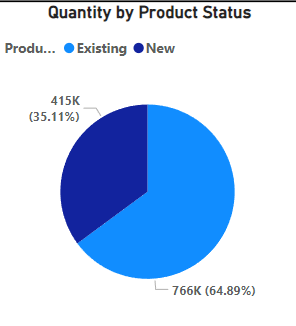 Quantity by Product Status
Produ... Existing New
415K
(35.11%)
766K (64.89%)